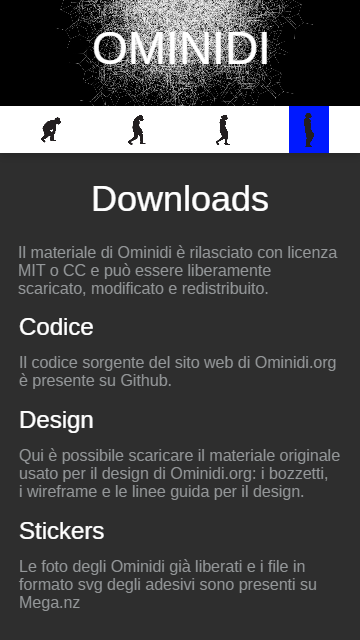 OMINIDI
Downloads
Il materiale di Ominidi è rilasciato con licenza
MIT o CC e può essere liberamente
scaricato, modificato e redistribuito.
Codice
Il codice sorgente del sito web di Ominidi.org
è presente su Github.
Design
Qui è possibile scaricare il materiale originale
usato per il design di Ominidi.org: i bozzetti,
i wireframe e le linee guida per il design.
Stickers
Le foto degli Ominidi già liberati e i file in
formato svg degli adesivi sono presenti su
Mega.nz